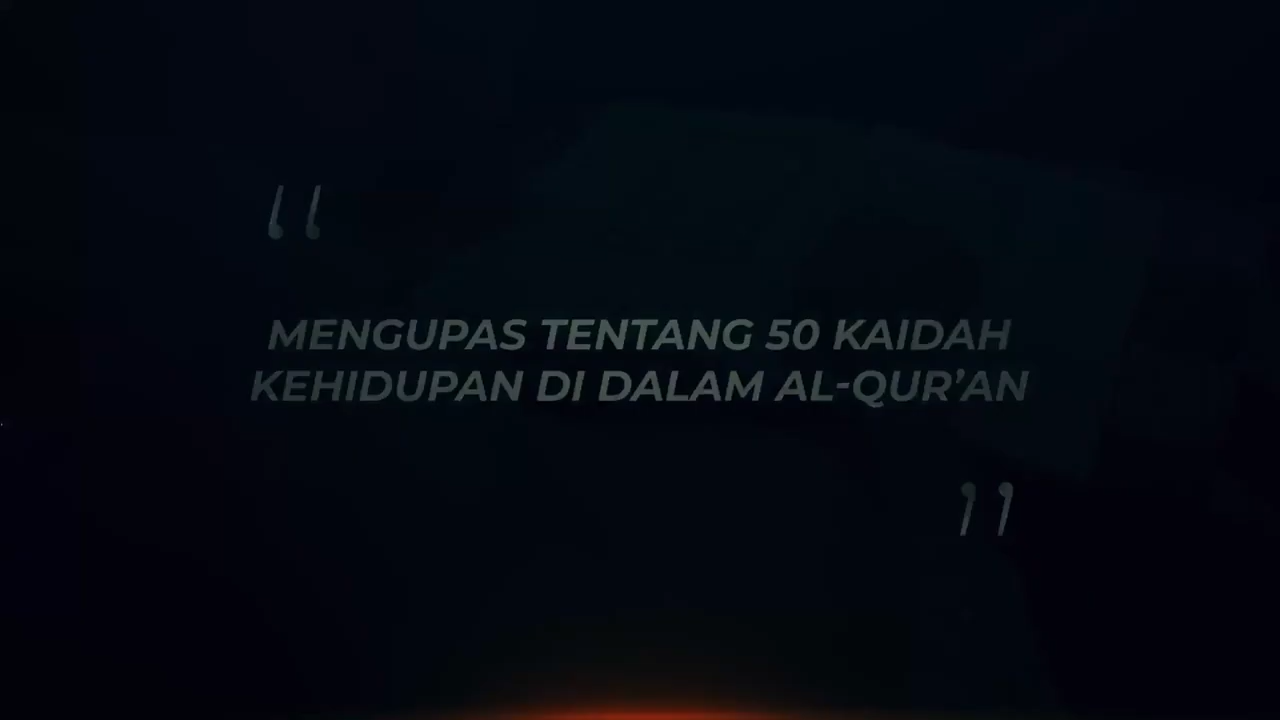 “
MENGUPAS TENTANG 50 KAIDAH
KEHIDUPAN DI DALAM AL-QUR’AN
”